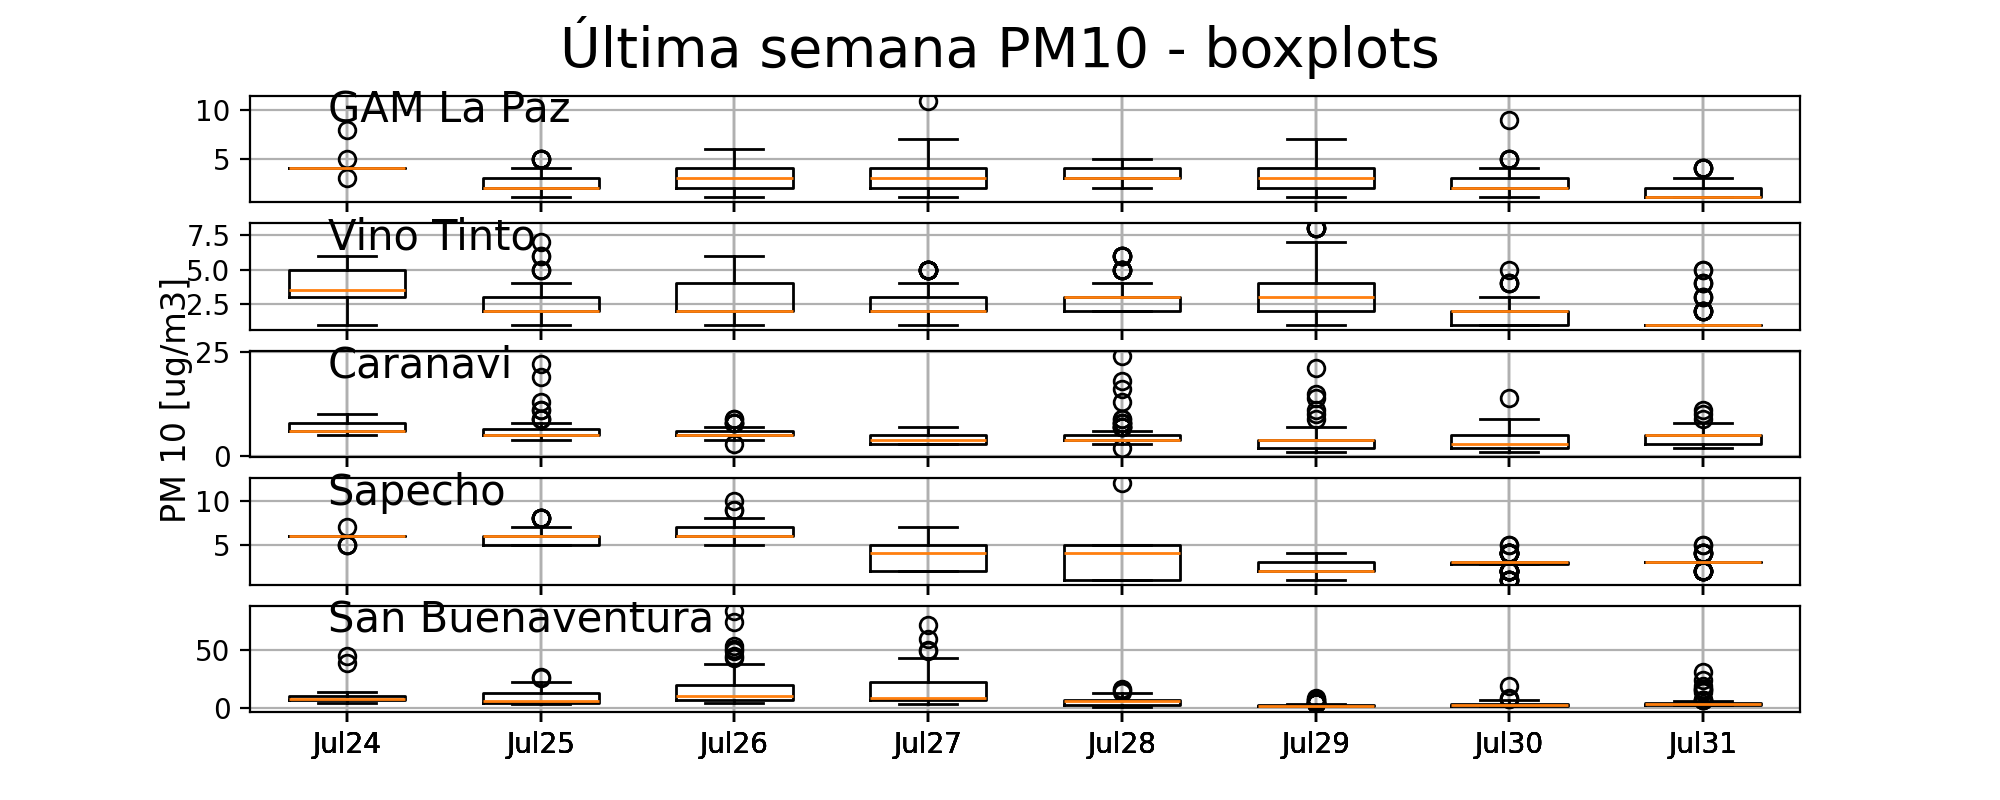 Última semana PM10 - boxplots
GAM La Paz
10
5
Vino Tinto
7.5
5.0
2.5
PM 10 [ug/m3]
Caranavi
25
0
Sapecho
10
5
San Buenaventura
50
0
Jul24 Jul25 Jul26 Jul27 Jul28 Jul29 Jul30 Jul31